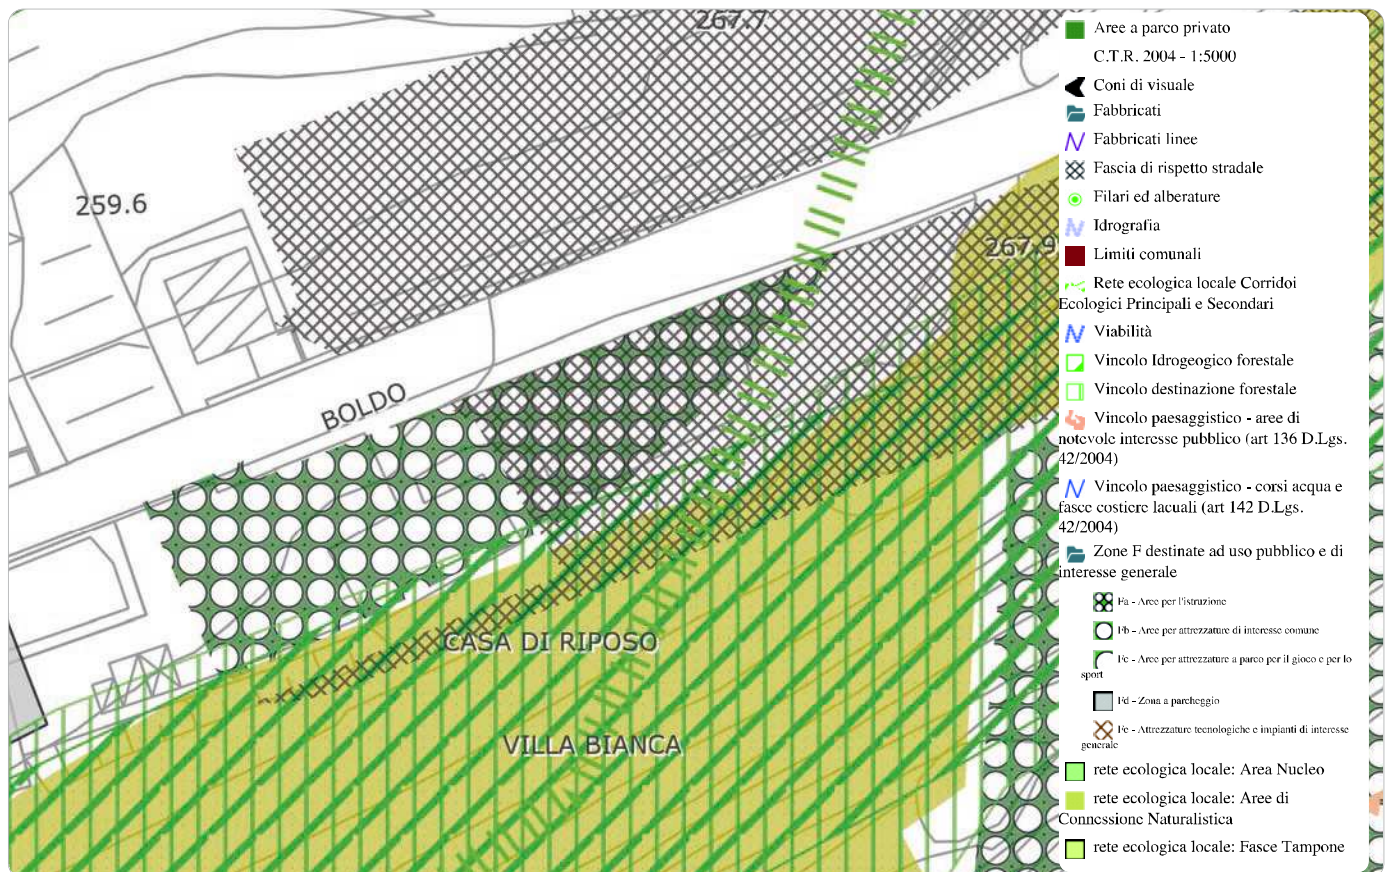 267.7
259.6
267.9
BOLDO
CASA DI RIPOSO
VILLA BIANCA
Aree a parco privato
C.T.R. 2004 - 1:5000
Coni di visuale
Fabbricati
Fabbricati linee
Fascia di rispetto stradale
Filari ed alberature
Idrografia
Limiti comunali
Rete ecologica locale Corridoi
Ecologici Principali e Secondari
Viabilità
Vincolo Idrogeogico forestale
Vincolo destinazione forestale
Vincolo paesaggistico - aree di
notevole interesse pubblico (art 136 D.Lgs.
42/2004)
Vincolo paesaggistico - corsi acqua e
fasce costiere lacuali (art 142 D.Lgs.
42/2004)
Zone F destinate ad uso pubblico e di
interesse generale
Fa - Aree per l'istruzione
Fb - Aree per attrezzature di interesse comune
Fc - Aree per attrezzature a parco per il gioco e per lo
sport
Fd - Zona a parcheggio
Fe - Attrezzature tecnologiche e impianti di interesse
generale
rete ecologica locale: Area Nucleo
rete ecologica locale: Aree di
Connessione Naturalistica
rete ecologica locale: Fasce Tampone